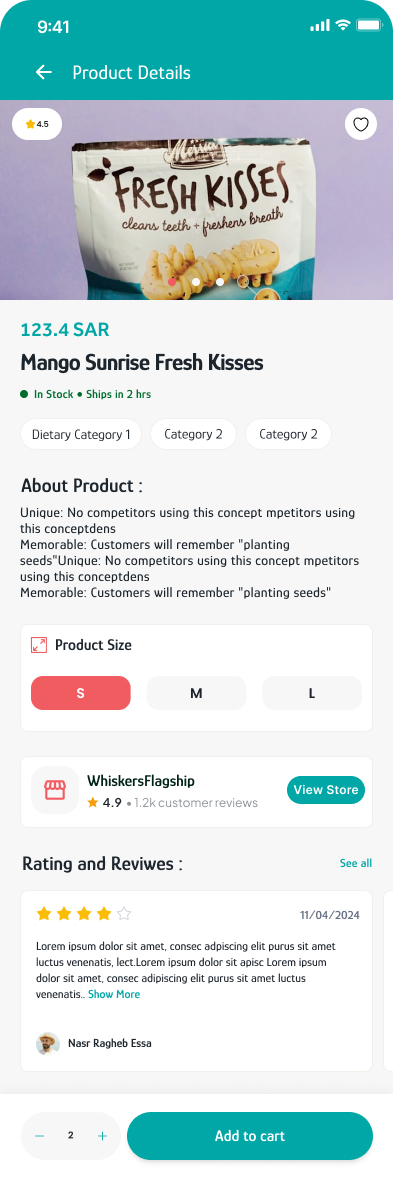 9:41
Product Details
4.5
Merrick
FRESH KISSES
cleans teeth + freshens breath
123.4 SAR
Mango Sunrise Fresh Kisses
In Stock • Ships in 2 hrs
Dietary Category 1
Category 2
Category 2
About Product :
Unique: No competitors using this concept mpetitors using
this conceptdens
Memorable: Customers will remember "planting
seeds"Unique: No competitors using this concept mpetitors
using this conceptdens
Memorable: Customers will remember "planting seeds"
Product Size
S
M
L
WhiskersFlagship
View Store
4.9 • 1.2k customer reviews
Rating and Reviwes :
See all
11/04/2024
Lorem ipsum dolor sit amet, consec adpiscing elit purus sit amet
luctus venenatis, lect.Lorem ipsum dolor sit apisc Lorem ipsum
dolor sit amet, consec adipiscing elit purus sit amet luctus
venenatis.. Show More
Nasr Ragheb Essa
− 2 +
Add to cart